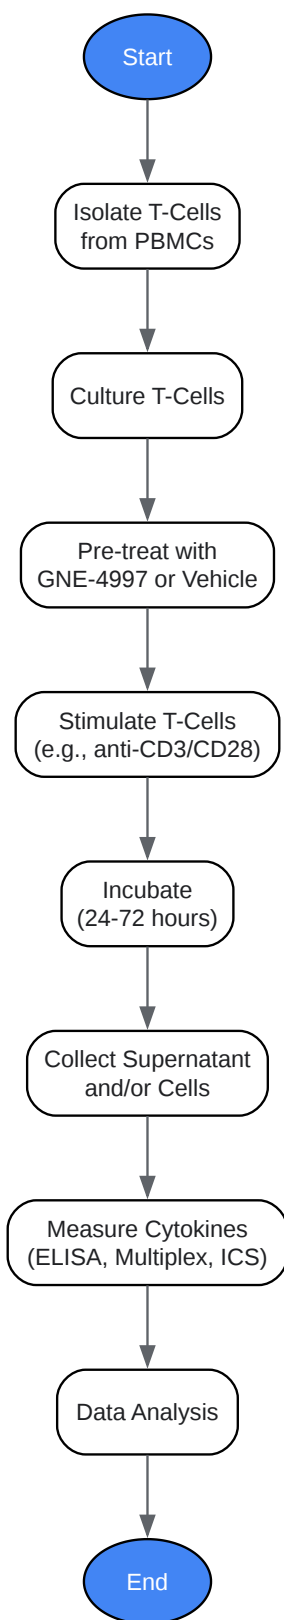 Start
Isolate T-Cells
from PBMCs
Culture T-Cells
Pre-treat with
GNE-4997 or Vehicle
Stimulate T-Cells
(e.g., anti-CD3/CD28)
Incubate
(24-72 hours)
Collect Supernatant
and/or Cells
Measure Cytokines
(ELISA, Multiplex, ICS)
Data Analysis
End